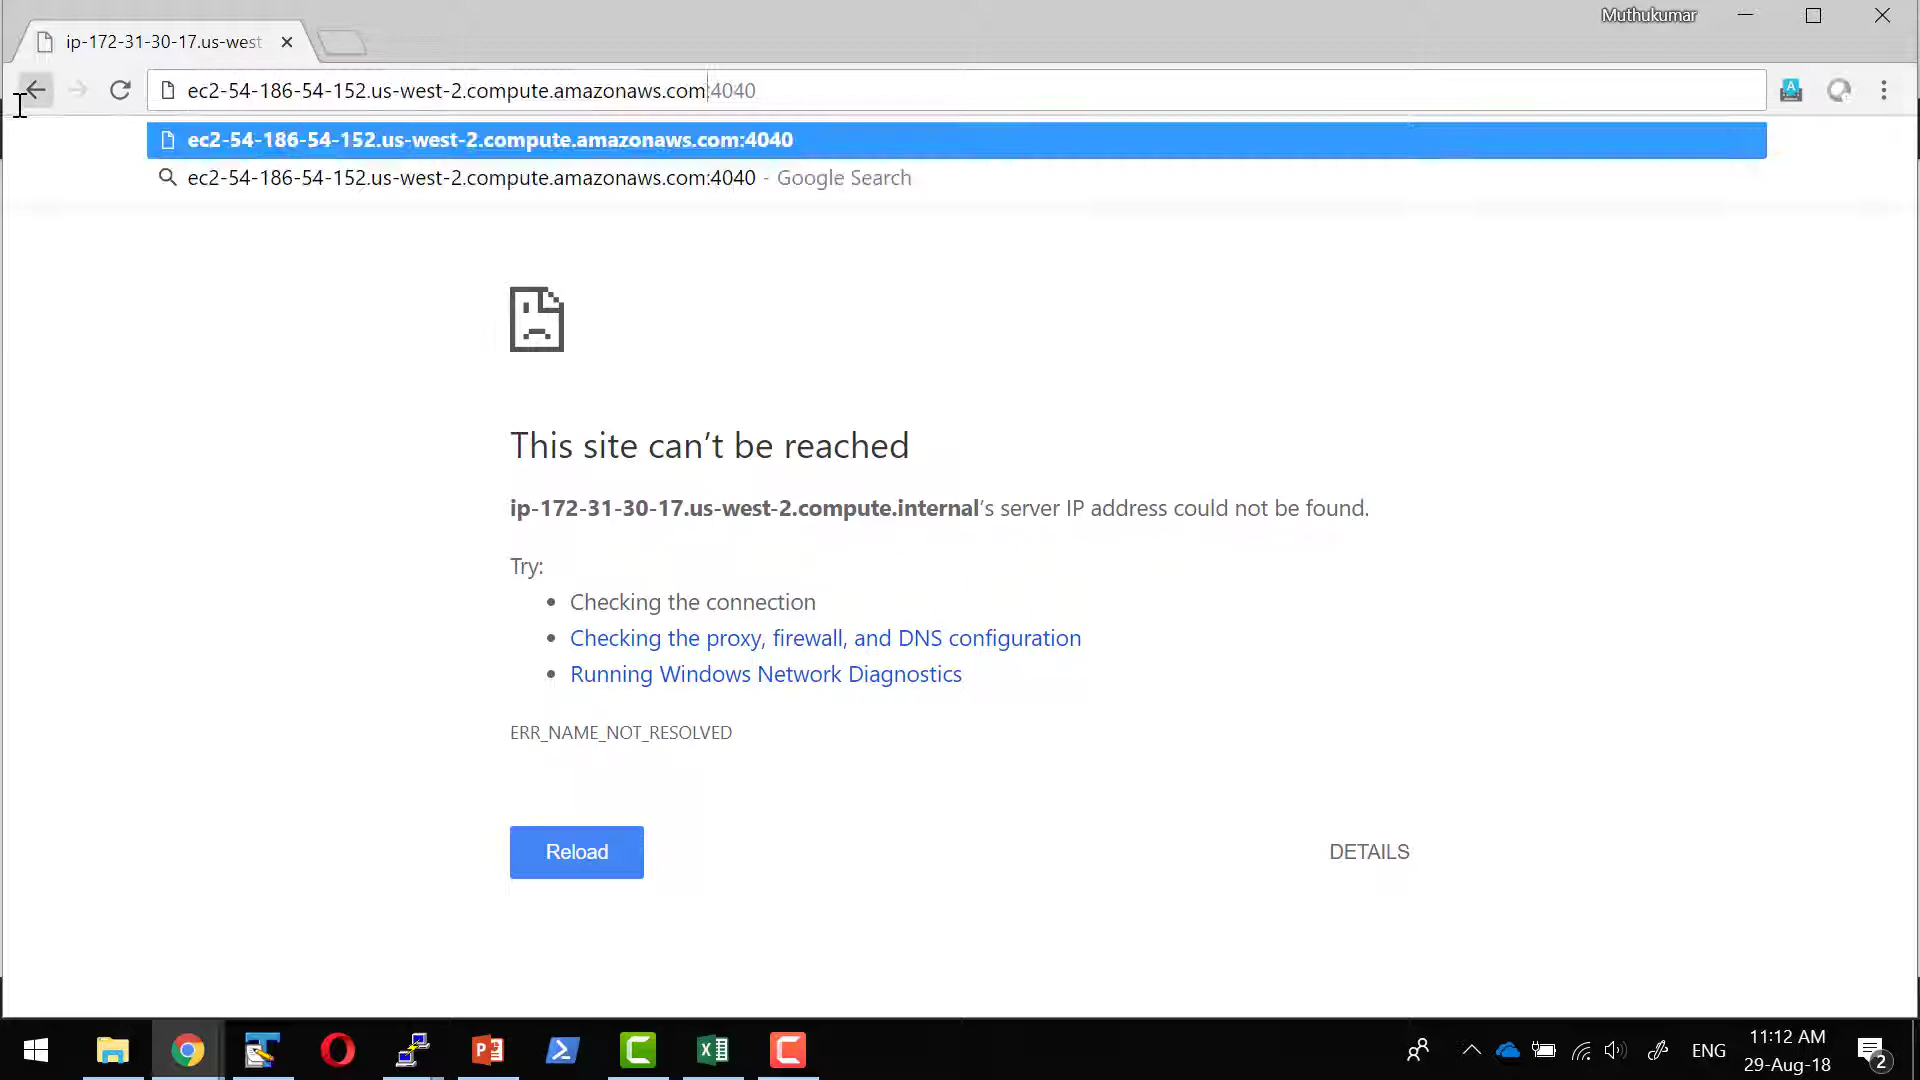 Muthukumar
ip-172-31-30-17.us-west
ec2-54-186-54-152.us-west-2.compute.amazonaws.com:4040
ec2-54-186-54-152.us-west-2.compute.amazonaws.com:4040
ec2-54-186-54-152.us-west-2.compute.amazonaws.com:4040 - Google Search
This site can’t be reached
ip-172-31-30-17.us-west-2.compute.internal’s server IP address could not be found.
Try:
• Checking the connection
• Checking the proxy, firewall, and DNS configuration
• Running Windows Network Diagnostics
ERR_NAME_NOT_RESOLVED
Reload
DETAILS
ENG
11:12 AM
29-Aug-18
2